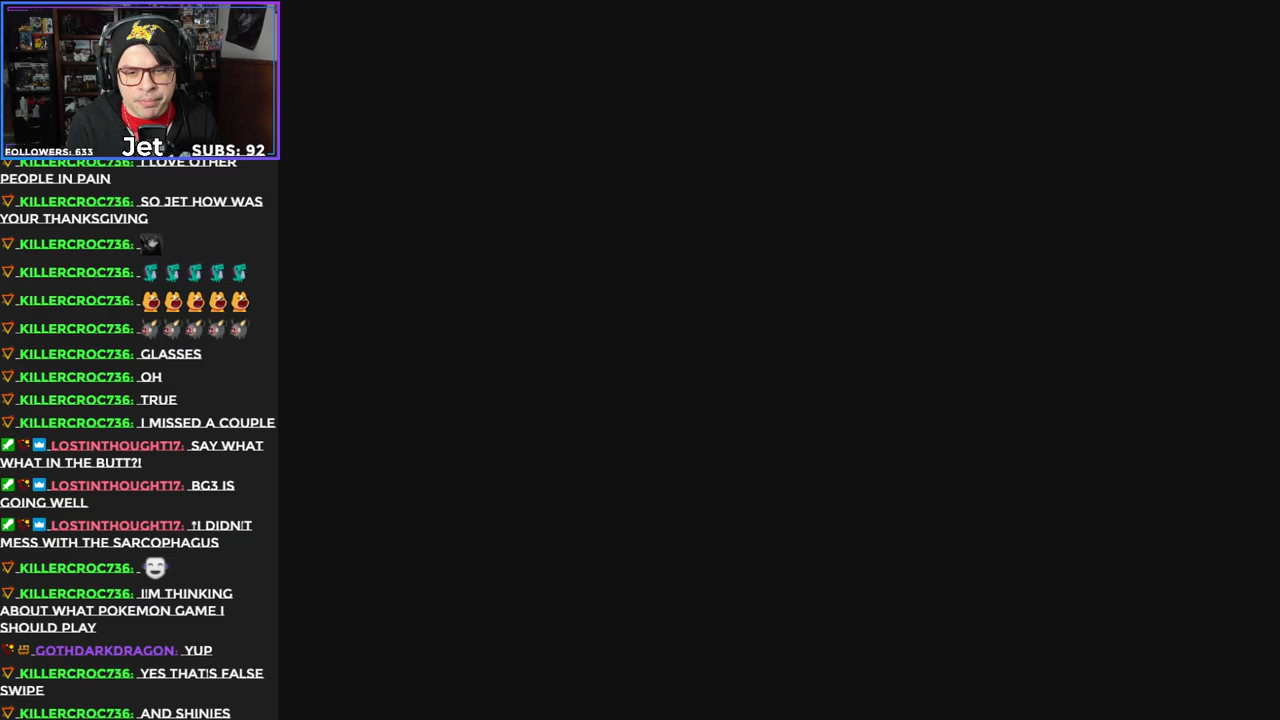 FOLLOWERS: 633
Jet
SUBS: 92
KILLERCROC736: I LOVE OTHER
PEOPLE IN PAIN
KILLERCROC736: SO JET HOW WAS
YOUR THANKSGIVING
KILLERCROC736:
KILLERCROC736:
KILLERCROC736:
KILLERCROC736:
KILLERCROC736: GLASSES
KILLERCROC736: OH
KILLERCROC736: TRUE
KILLERCROC736: I MISSED A COUPLE
LOSTINTHOUGHT17: SAY WHAT
WHAT IN THE BUTT?!
LOSTINTHOUGHT17: BG3 IS
GOING WELL
LOSTINTHOUGHT17: *I DIDN'T
MESS WITH THE SARCOPHAGUS
KILLERCROC736:
KILLERCROC736: I'M THINKING
ABOUT WHAT POKEMON GAME I
SHOULD PLAY
GOTHDARKDRAGON: YUP
KILLERCROC736: YES THAT'S FALSE
SWIPE
KILLERCROC736: AND SHINIES